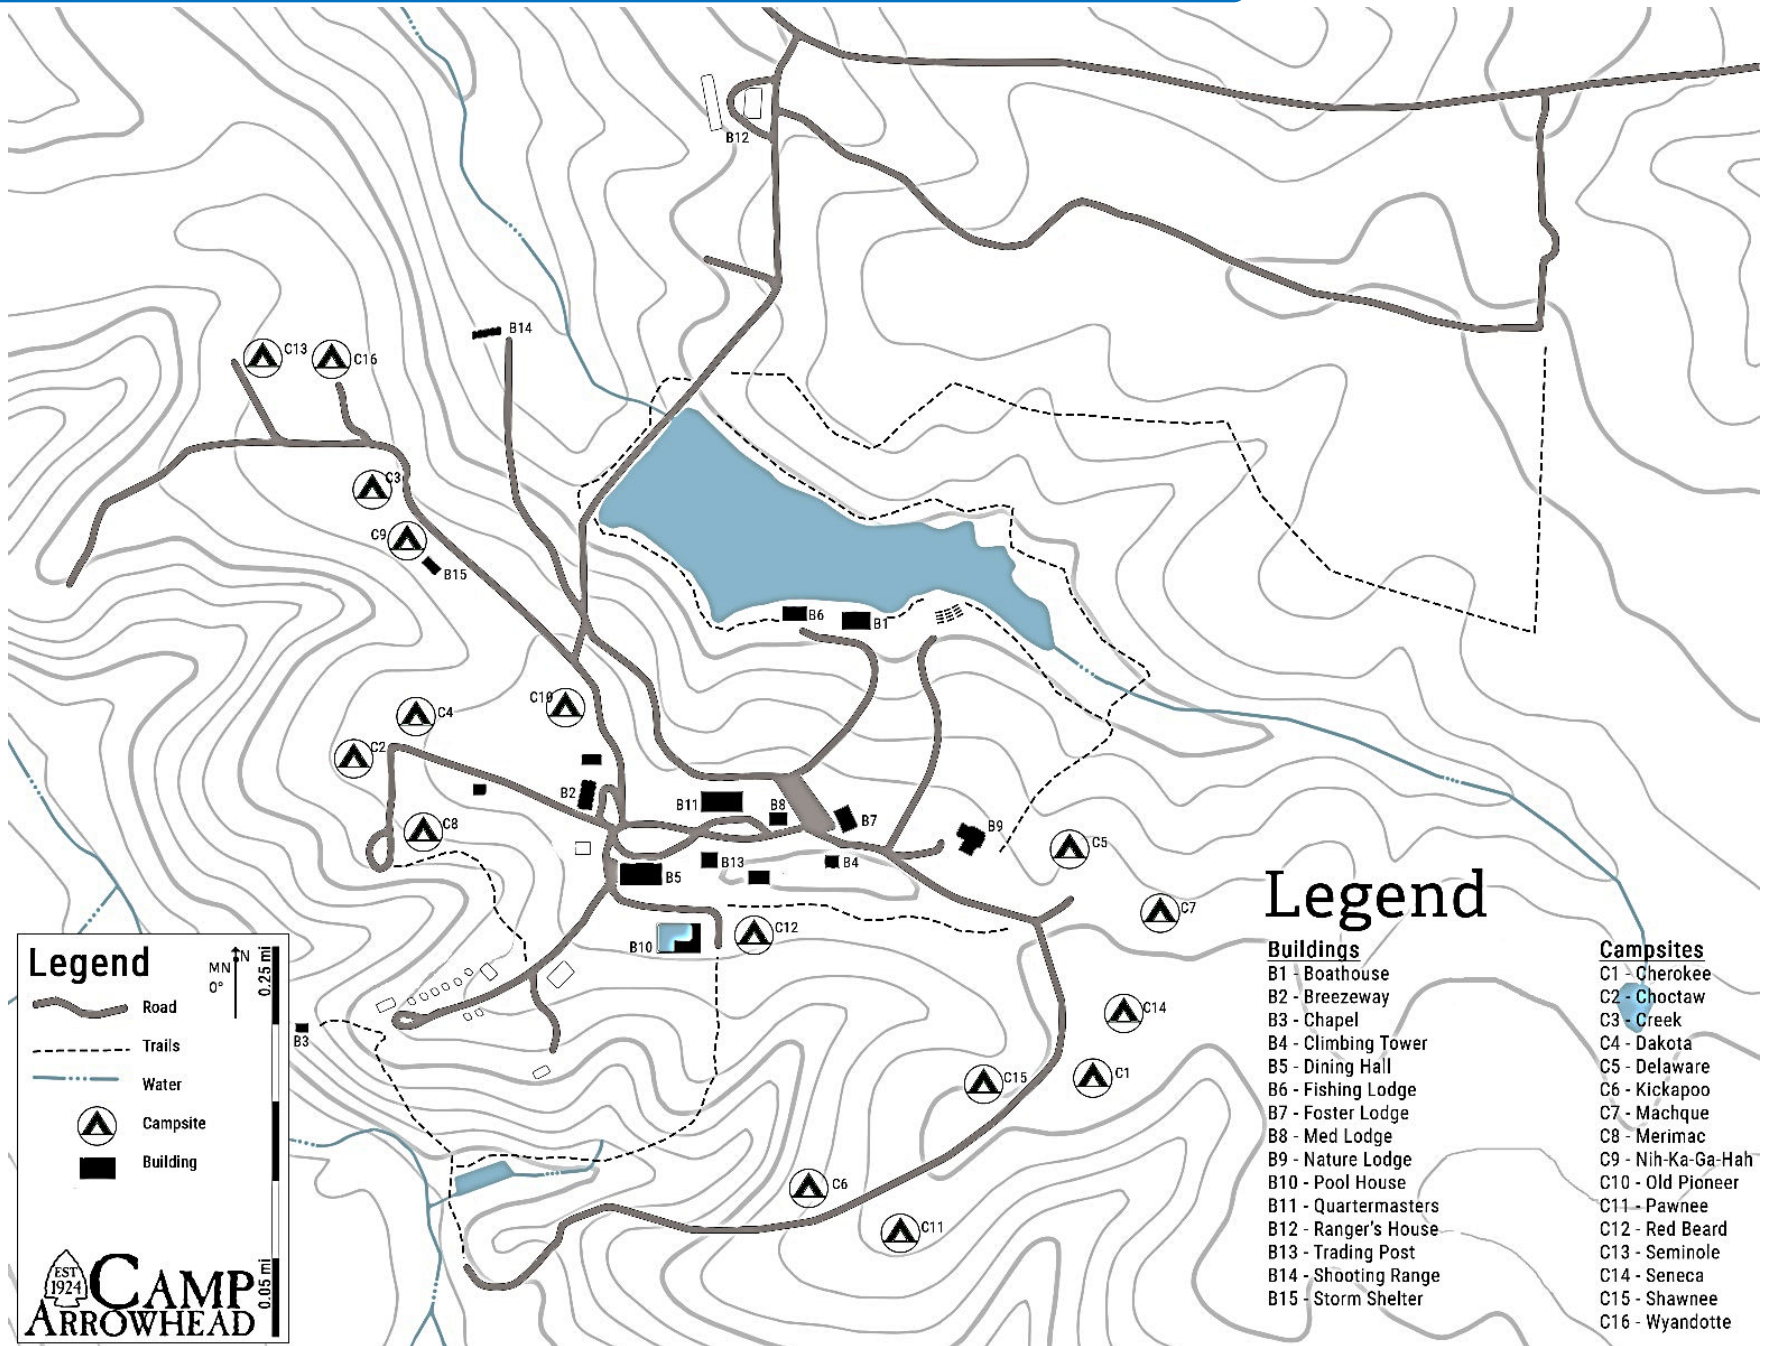 B12
B14
C13
C16
C3
C9
B15
B6
B1
C10
C4
C2
B2
B11
B8
B7
B9
C8
C5
B13
B4
B5
C7
C12
B10
C14
B3
C15
C1
C6
C11
Legend
MN
N
0°
0.25 mi
Road
Trails
Water
Campsite
Building
0.05 mi
EST
1924
CAMP
ARROWHEAD
Legend
Buildings
B1 - Boathouse
B2 - Breezeway
B3 - Chapel
B4 - Climbing Tower
B5 - Dining Hall
B6 - Fishing Lodge
B7 - Foster Lodge
B8 - Med Lodge
B9 - Nature Lodge
B10 - Pool House
B11 - Quartermasters
B12 - Ranger's House
B13 - Trading Post
B14 - Shooting Range
B15 - Storm Shelter
Campsites
C1 - Cherokee
C2 - Choctaw
C3 - Creek
C4 - Dakota
C5 - Delaware
C6 - Kickapoo
C7 - Machque
C8 - Merimac
C9 - Nih-Ka-Ga-Hah
C10 - Old Pioneer
C11 - Pawnee
C12 - Red Beard
C13 - Seminole
C14 - Seneca
C15 - Shawnee
C16 - Wyandotte